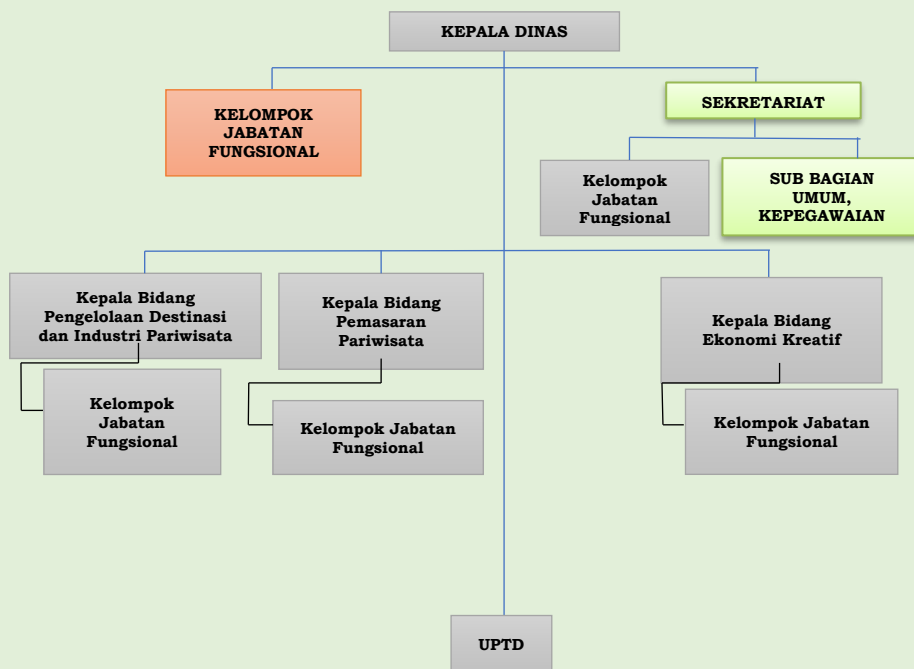 KEPALA DINAS
KELOMPOK
JABATAN
FUNGSIONAL
SEKRETARIAT
Kelompok
Jabatan
Fungsional
SUB BAGIAN
UMUM,
KEPEGAWAIAN
Kepala Bidang
Pengelolaan Destinasi
dan Industri Pariwisata
Kepala Bidang
Pemasaran
Pariwisata
Kepala Bidang
Ekonomi Kreatif
Kelompok
Jabatan
Fungsional
Kelompok Jabatan
Fungsional
Kelompok Jabatan
Fungsional
UPTD